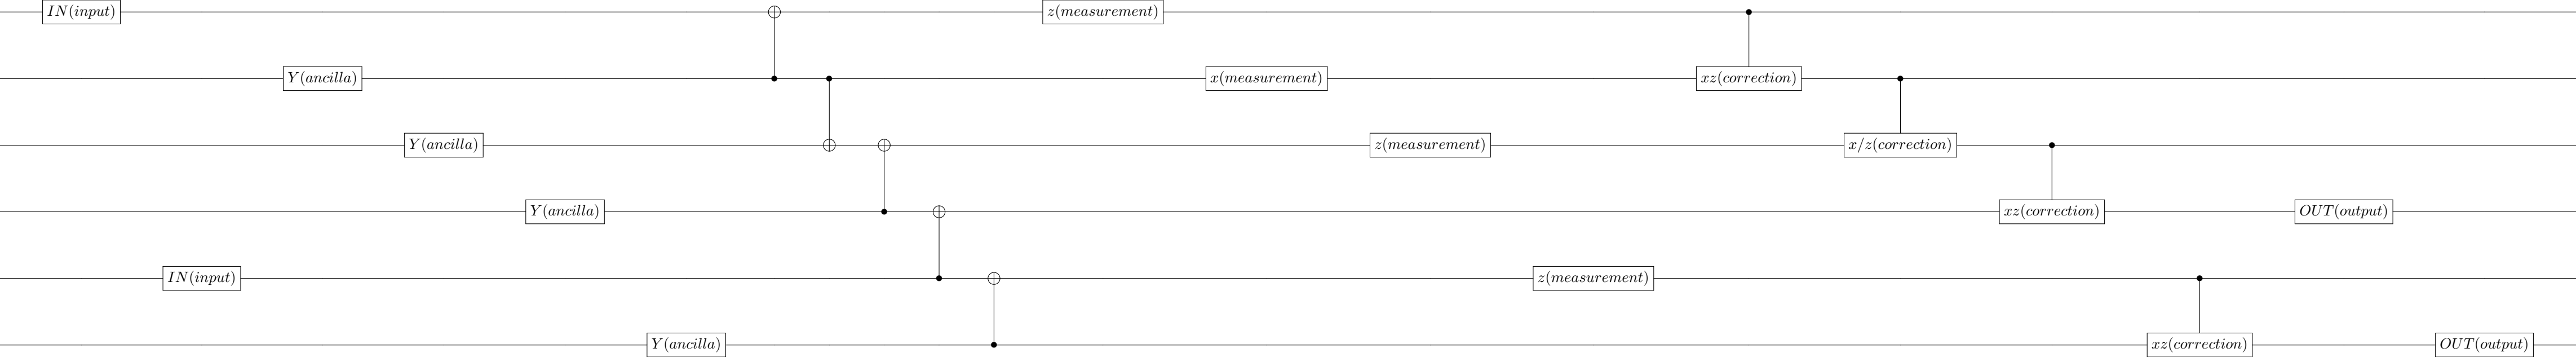 IN(input) z(measurement)
Y(ancilla) x(measurement) xz(correction)
Y(ancilla) z(measurement) x/z(correction)
Y(ancilla) xz(correction) OUT(output)
IN(input) z(measurement)
Y(ancilla) xz(correction) OUT(output)